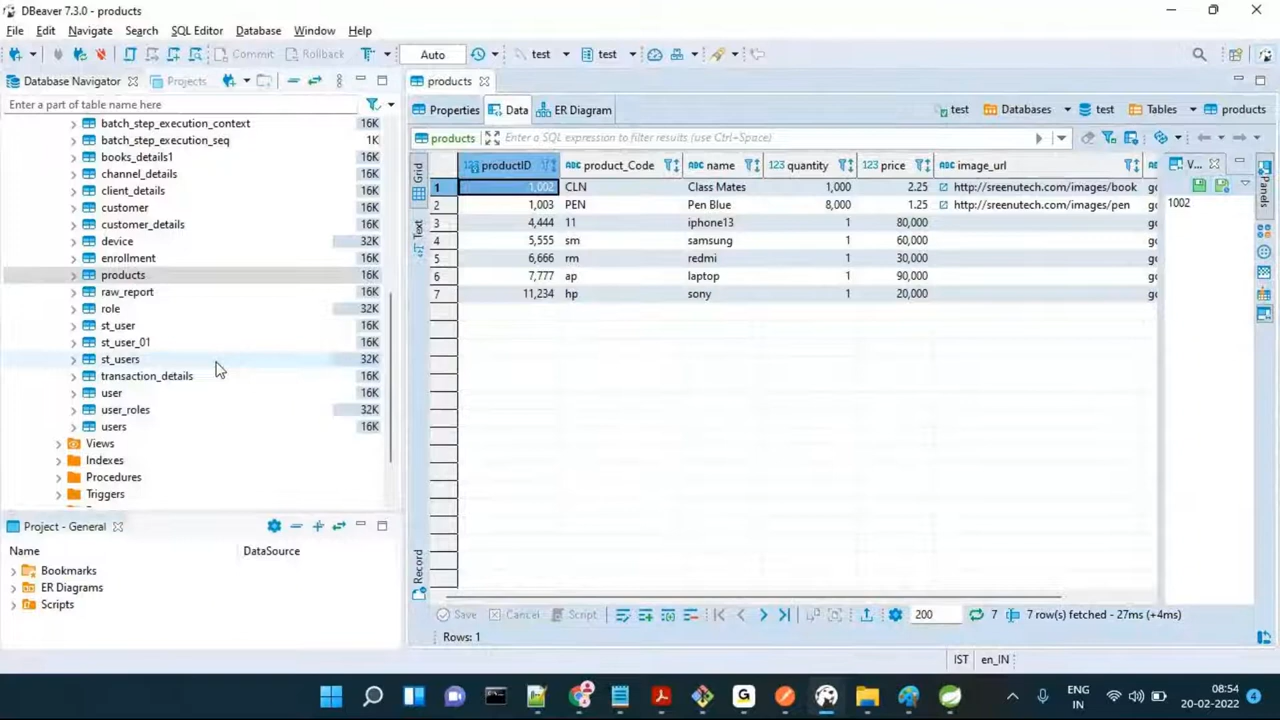 DBeaver 7.3.0 - products
File Edit Navigate Search SQL Editor Database Window Help
Commit Rollback Auto test test
Database Navigator Projects
products
Enter a part of table name here
Properties Data ER Diagram test Databases test Tables products
products Enter a SQL expression to filter results (use Ctrl+Space)
batch_step_execution_context 16K
batch_step_execution_seq 1K
books_details1 16K
channel_details 16K
client_details 16K
customer 16K
customer_details 16K
device 32K
enrollment 16K
products 16K
raw_report 16K
role 32K
st_user 16K
st_user_01 16K
st_users 32K
transaction_details 16K
user 16K
user_roles 32K
users 16K
Views
Indexes
Procedures
Triggers
Grid
Text
Record
productID product_Code name quantity price image_url
1 1,002 CLN Class Mates 1,000 2.25 http://sreenutech.com/images/book
2 1,003 PEN Pen Blue 8,000 1.25 http://sreenutech.com/images/pen
3 4,444 11 iphone13 1 80,000
4 5,555 sm samsung 1 60,000
5 6,666 rm redmi 1 30,000
6 7,777 ap laptop 1 90,000
7 11,234 hp sony 1 20,000
V...
1002
Panels
Project - General
Name DataSource
Bookmarks
ER Diagrams
Scripts
Save Cancel Script 200 7 7 row(s) fetched - 27ms (+4ms)
Rows: 1
IST en_IN
ENG
IN
08:54
20-02-2022